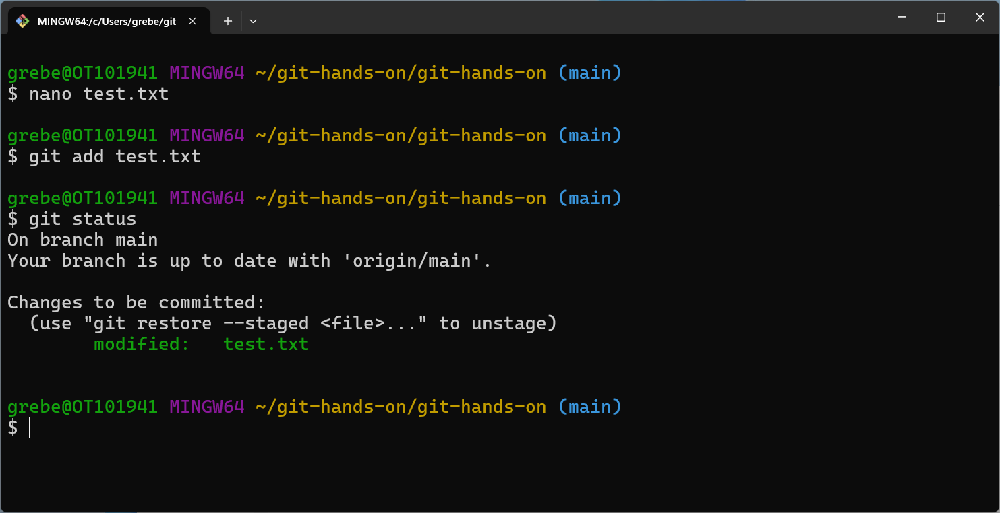 MINGW64:/c/Users/grebe/git
grebe@OT101941 MINGW64 ~/git-hands-on/git-hands-on (main)
$ nano test.txt
grebe@OT101941 MINGW64 ~/git-hands-on/git-hands-on (main)
$ git add test.txt
grebe@OT101941 MINGW64 ~/git-hands-on/git-hands-on (main)
$ git status
On branch main
Your branch is up to date with 'origin/main'.
Changes to be committed:
  (use "git restore --staged <file>..." to unstage)
        modified:   test.txt
grebe@OT101941 MINGW64 ~/git-hands-on/git-hands-on (main)
$